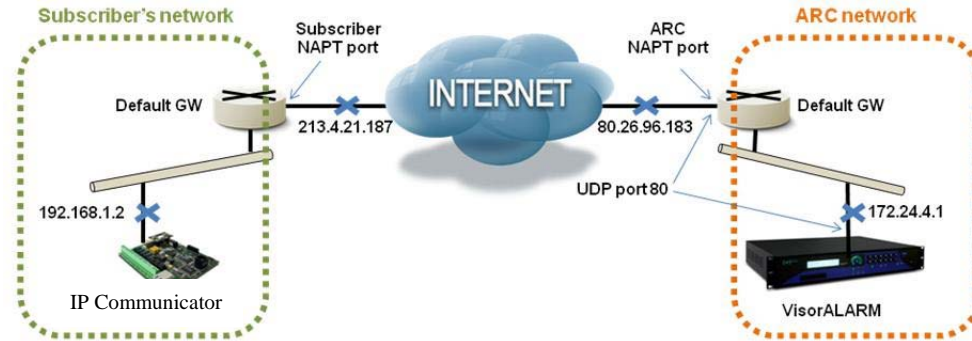 Subscriber's network
ARC network
Subscriber
NAPT port
ARC
NAPT port
Default GW
INTERNET
Default GW
213.4.21.187
80.26.96.183
UDP port 80
192.168.1.2
172.24.4.1
IP Communicator
VisorALARM